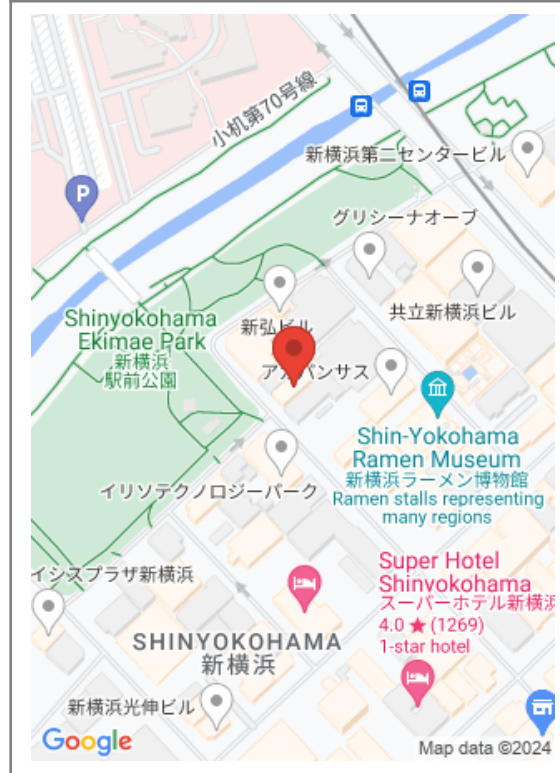 小机第70号線
新横浜第二センタービル
P
グリシーナオーブ
Shinyokohama
Ekimae Park
新横浜
駅前公園
新弘ビル
共立新横浜ビル
Shin-Yokohama
Ramen Museum
新横浜ラーメン博物館
Ramen stalls representing
many regions
イリソテクノロジーパーク
イシスプラザ新横浜
Super Hotel
Shinyokohama
スーパーホテル新横浜
4.0 ★ (1269)
1-star hotel
SHINYOKOHAMA
新横浜
新横浜光伸ビル
Google
Map data ©2024